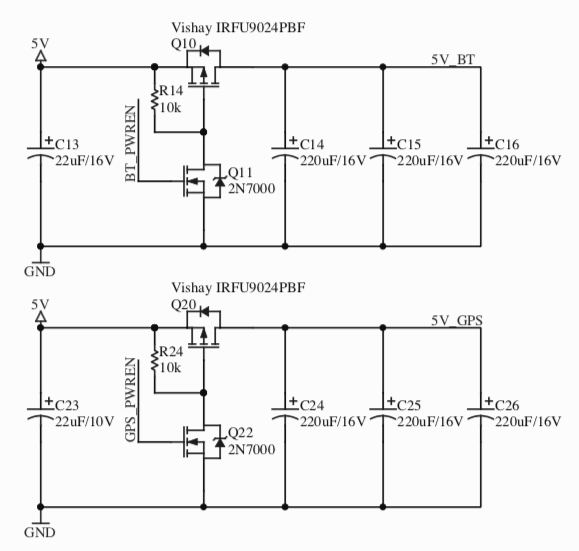 Vishay IRFU9024PBF
5V
Q10
5V_BT
R14
10k
BT_PWREN
+
C13
22uF/16V
Q11
2N7000
+
C14
220uF/16V
+
C15
220uF/16V
+
C16
220uF/16V
GND
Vishay IRFU9024PBF
5V
Q20
5V_GPS
R24
10k
GPS_PWREN
+
C23
22uF/10V
Q22
2N7000
+
C24
220uF/16V
+
C25
220uF/16V
+
C26
220uF/16V
GND